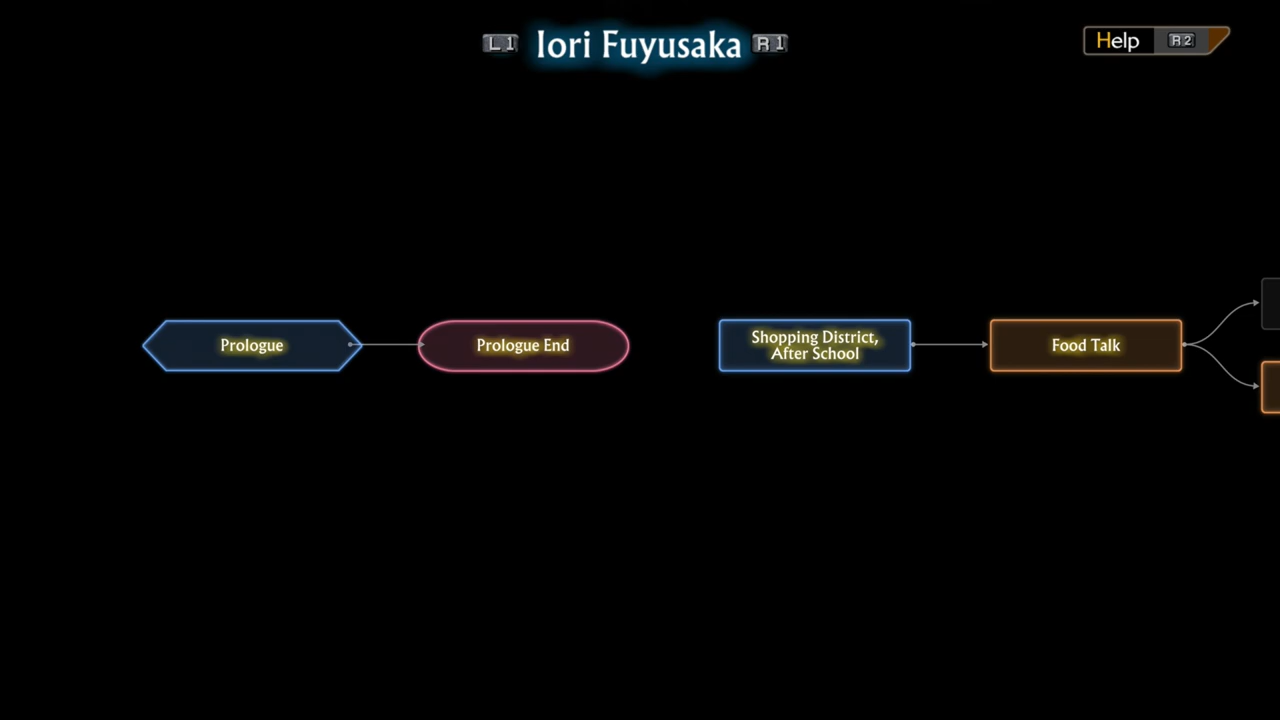 L1 Iori Fuyusaka R1
Help R2
Prologue
Prologue End
Shopping District,
After School
Food Talk